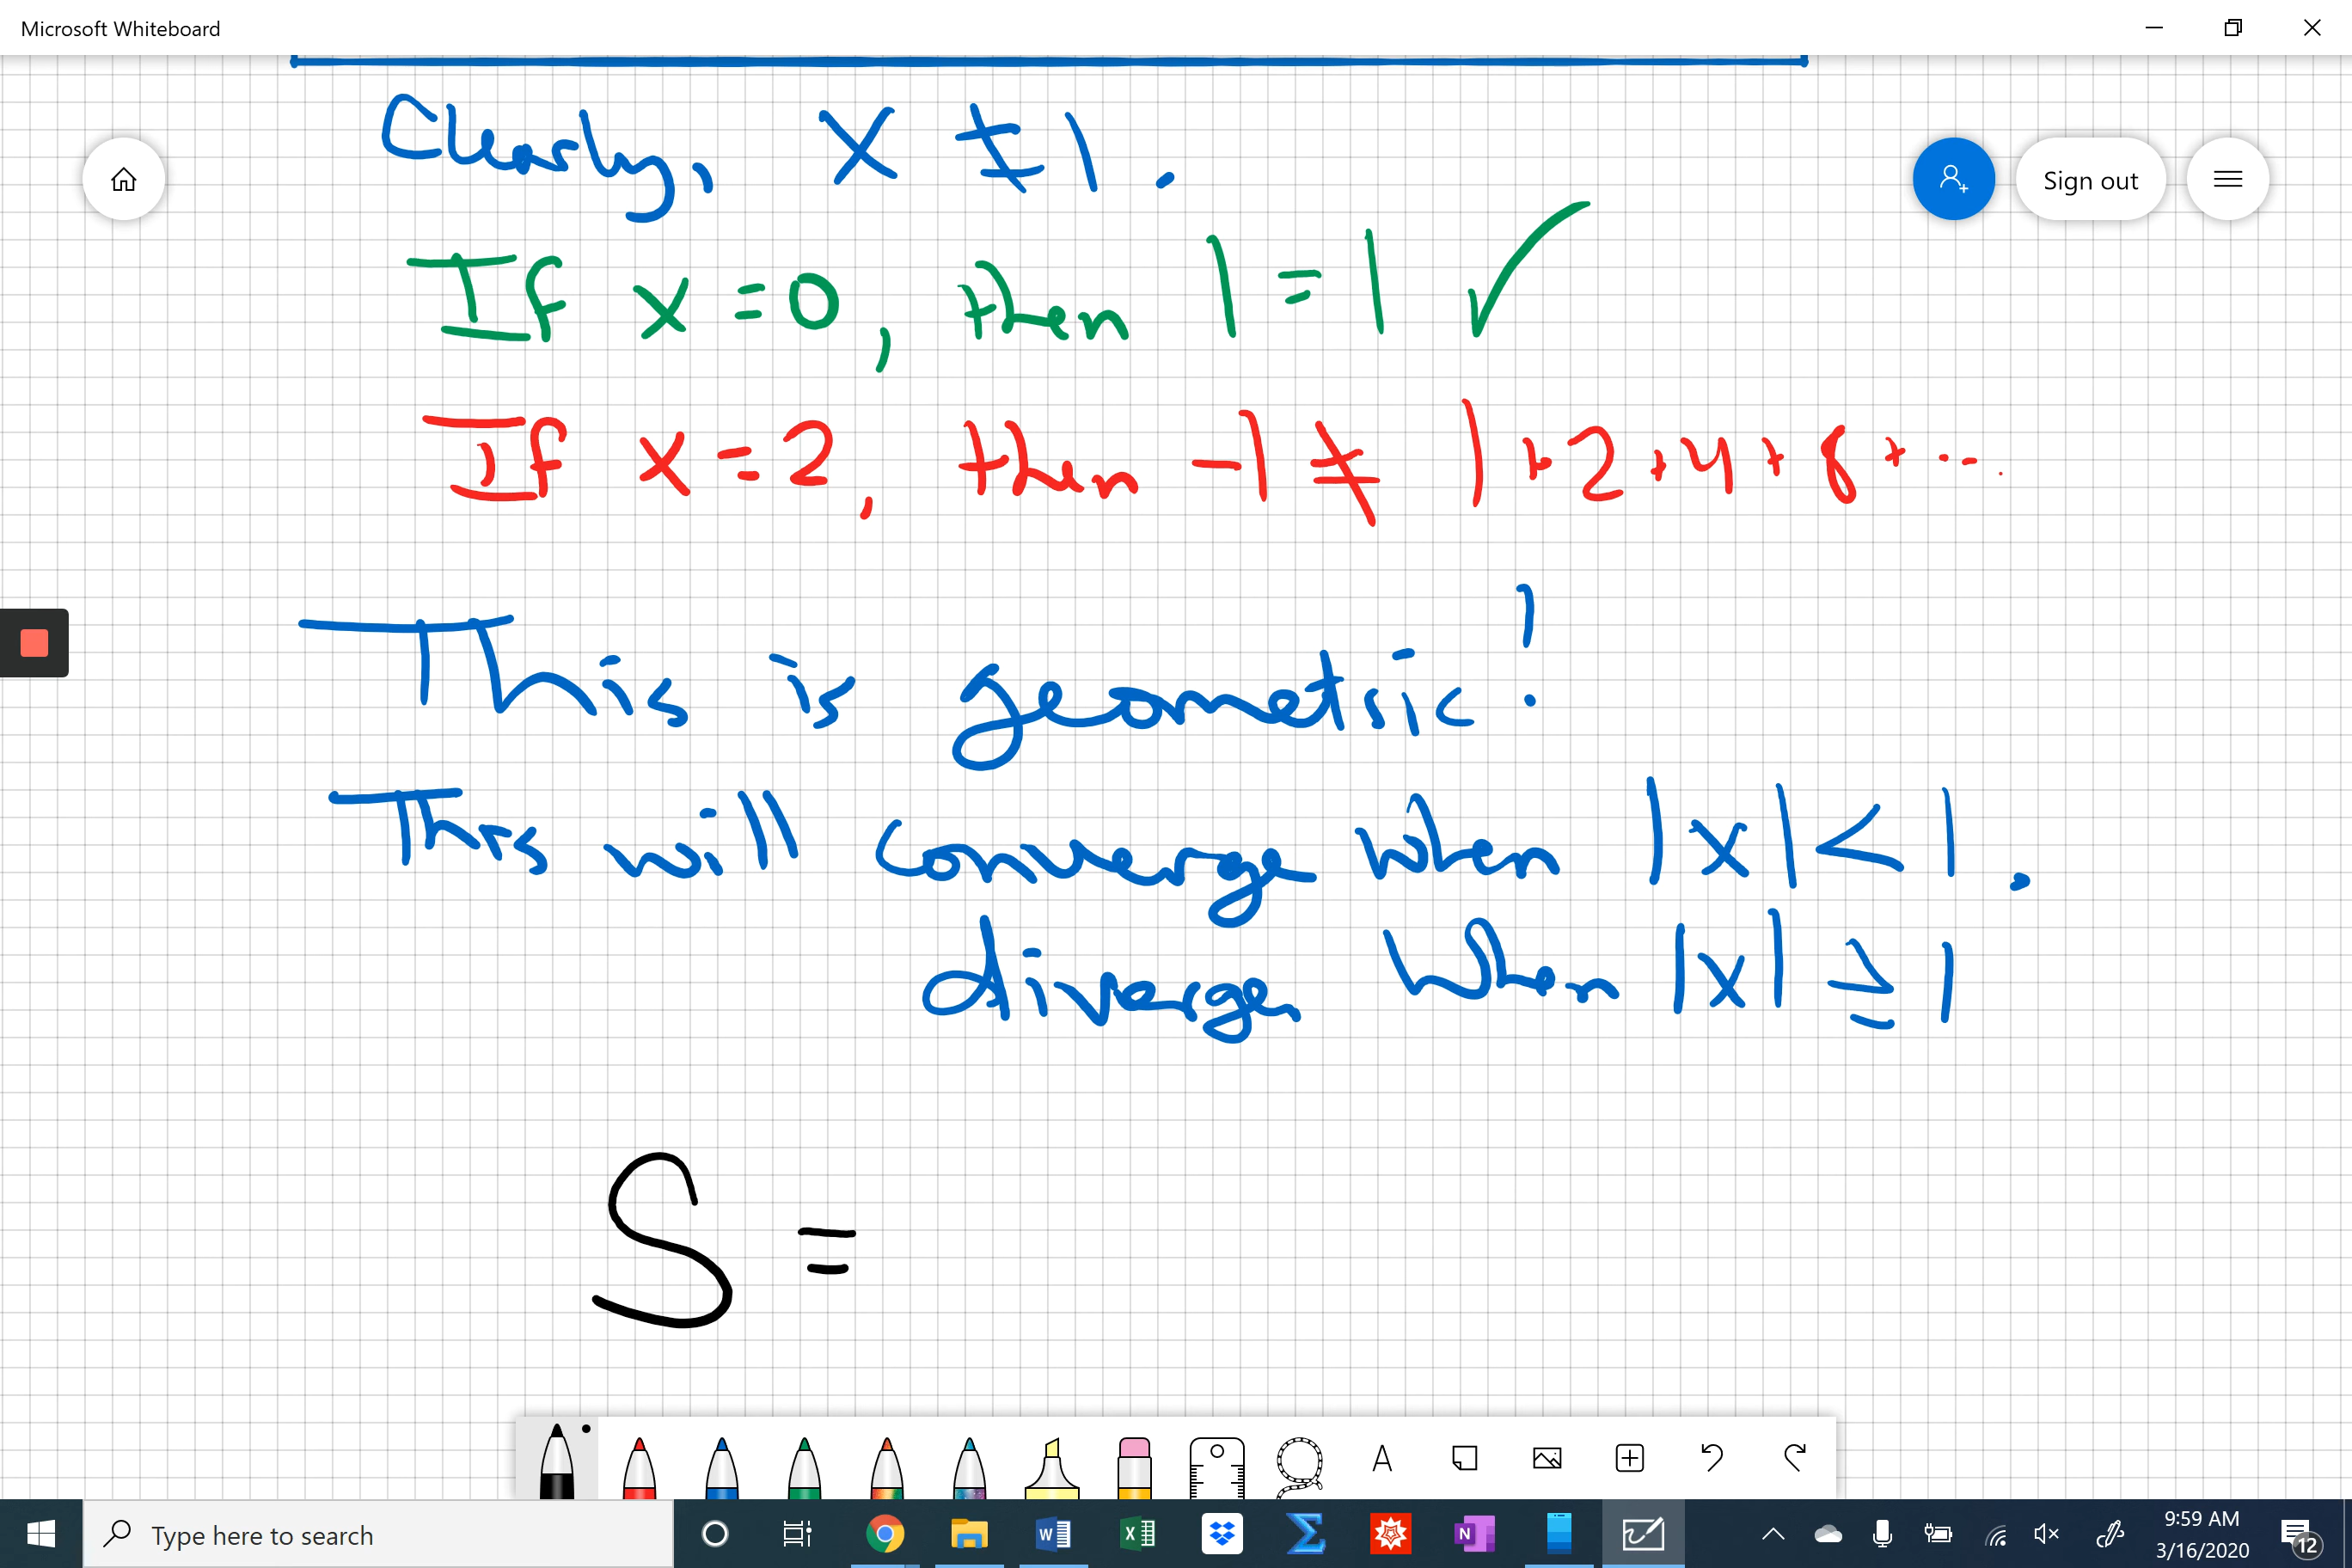 Microsoft Whiteboard
Clearly, x ≠ 1.
Sign out
If x = 0, then 1 = 1 ✓
If x = 2, then -1 ≠ 1 + 2 + 4 + 8 + ...
This is geometric!
This will converge when |x| < 1.
diverge when |x| ≥ 1
S =
A
Type here to search
W
X
N
9:59 AM
3/16/2020
12